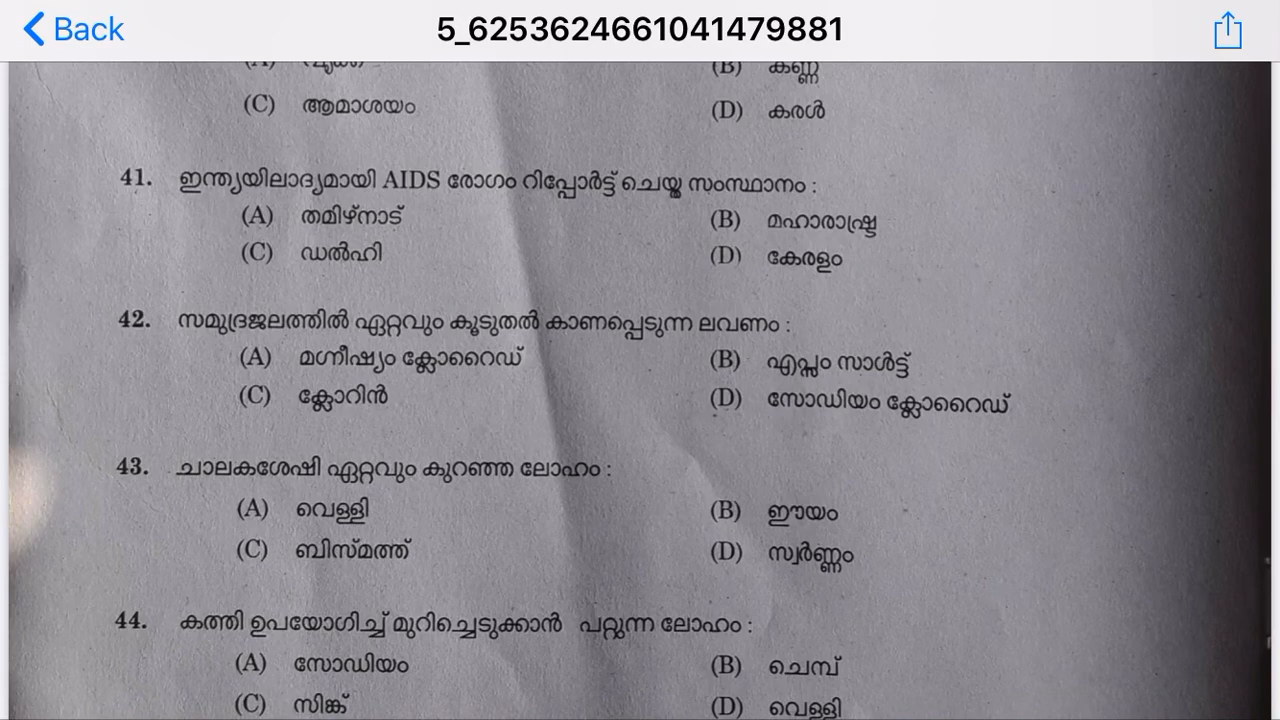 Back
5_6253624661041479881
(B) കണ്ണ്
(C) ആമാശയം
(D) കരൾ
41. ഇന്ത്യയിലാദ്യമായി AIDS രോഗം റിപ്പോർട്ട് ചെയ്ത സംസ്ഥാനം :
(A) തമിഴ്നാട്
(B) മഹാരാഷ്ട്ര
(C) ഡൽഹി
(D) കേരളം
42. സമുദ്രജലത്തിൽ ഏറ്റവും കൂടുതൽ കാണപ്പെടുന്ന ലവണം :
(A) മഗ്നീഷ്യം ക്ലോറൈഡ്
(B) എപ്സം സാൾട്ട്
(C) ക്ലോറിൻ
(D) സോഡിയം ക്ലോറൈഡ്
43. ചാലകശേഷി ഏറ്റവും കുറഞ്ഞ ലോഹം :
(A) വെള്ളി
(B) ഈയം
(C) ബിസ്മത്ത്
(D) സ്വർണ്ണം
44. കത്തി ഉപയോഗിച്ച് മുറിച്ചെടുക്കാൻ പറ്റുന്ന ലോഹം :
(A) സോഡിയം
(B) ചെമ്പ്
(C) സിങ്ക്
(D) വെള്ളി